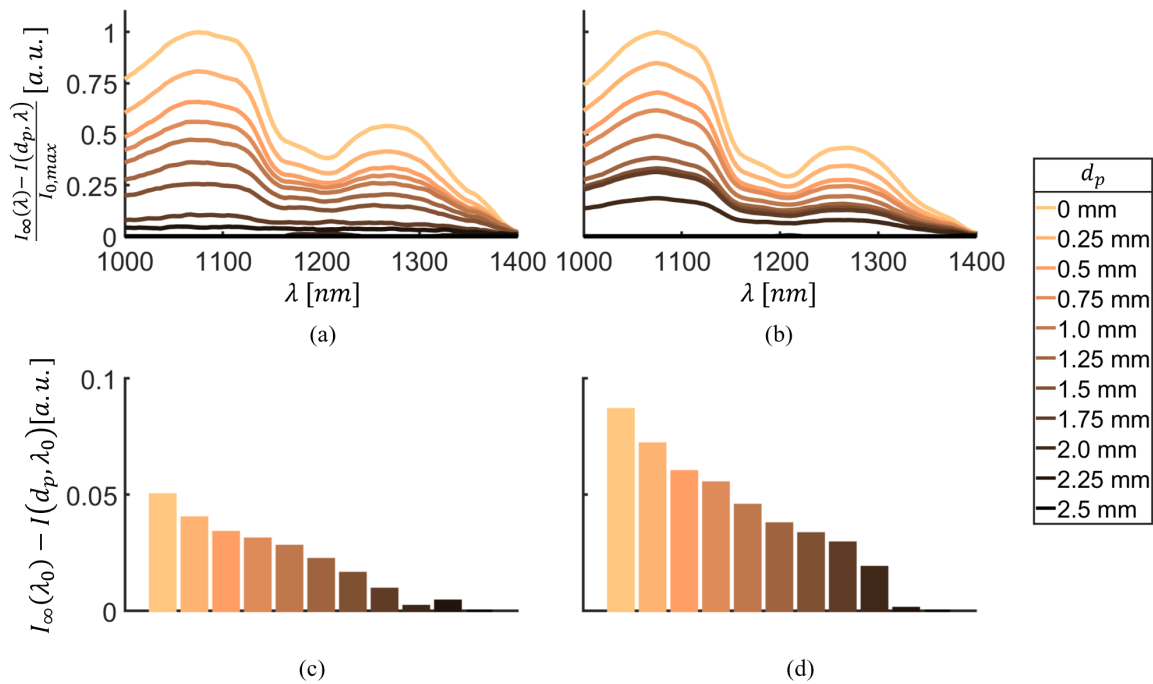 I∞(λ) − I(dp, λ) / I0,max [a.u.]
1
0.75
0.5
0.25
0
1000 1100 1200 1300 1400
λ [nm]
(a)
1000 1100 1200 1300 1400
λ [nm]
(b)
dp
0 mm
0.25 mm
0.5 mm
0.75 mm
1.0 mm
1.25 mm
1.5 mm
1.75 mm
2.0 mm
2.25 mm
2.5 mm
I∞(λ0) − I(dp, λ0)[a.u.]
0.1
0.05
0
(c)
(d)